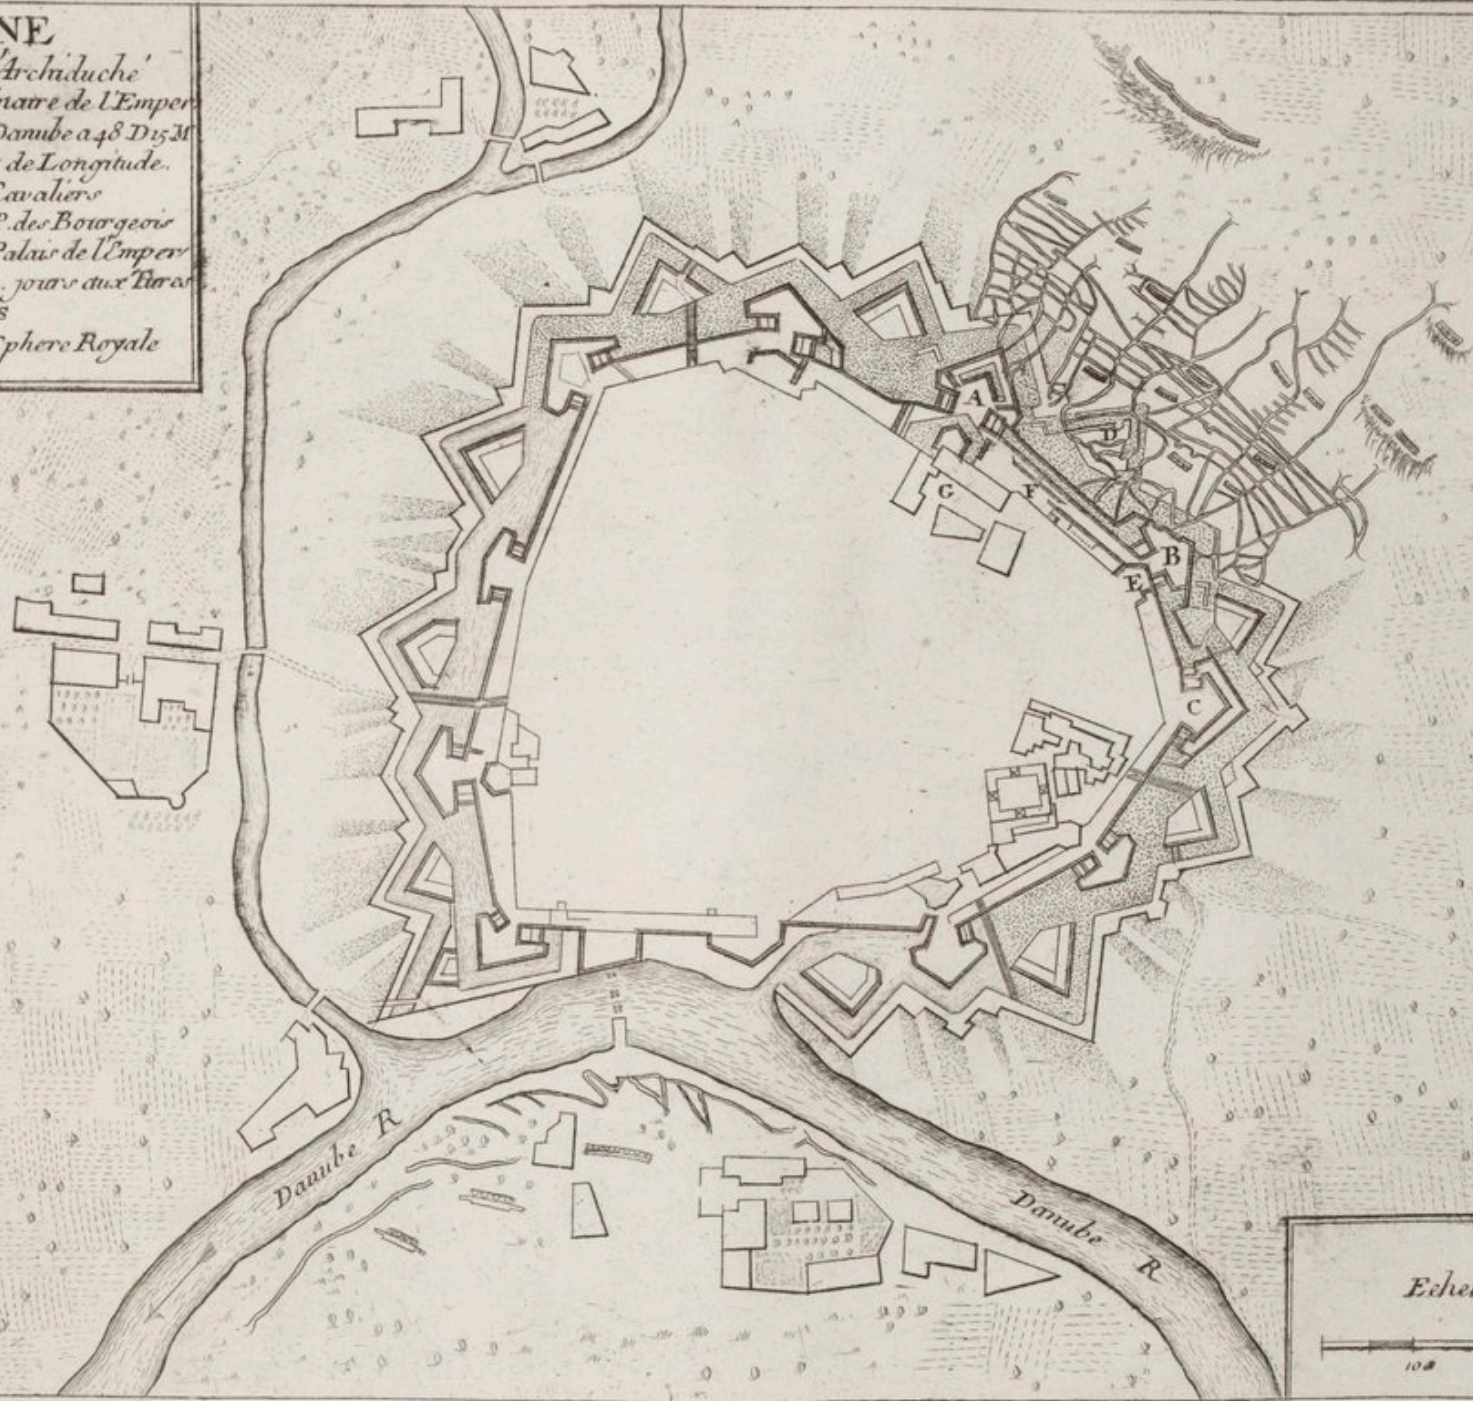 NE
'Archiduché
naire de l'Emper
Danube a 48 D 15 M
de Longitude.
Cavaliers
P. des Bourgeois
Palais de l'Emper
. jours aux Turcs
s
Sphere Royale
A
D
G
F
B
E
C
Danube R
Danube R
Eche
100